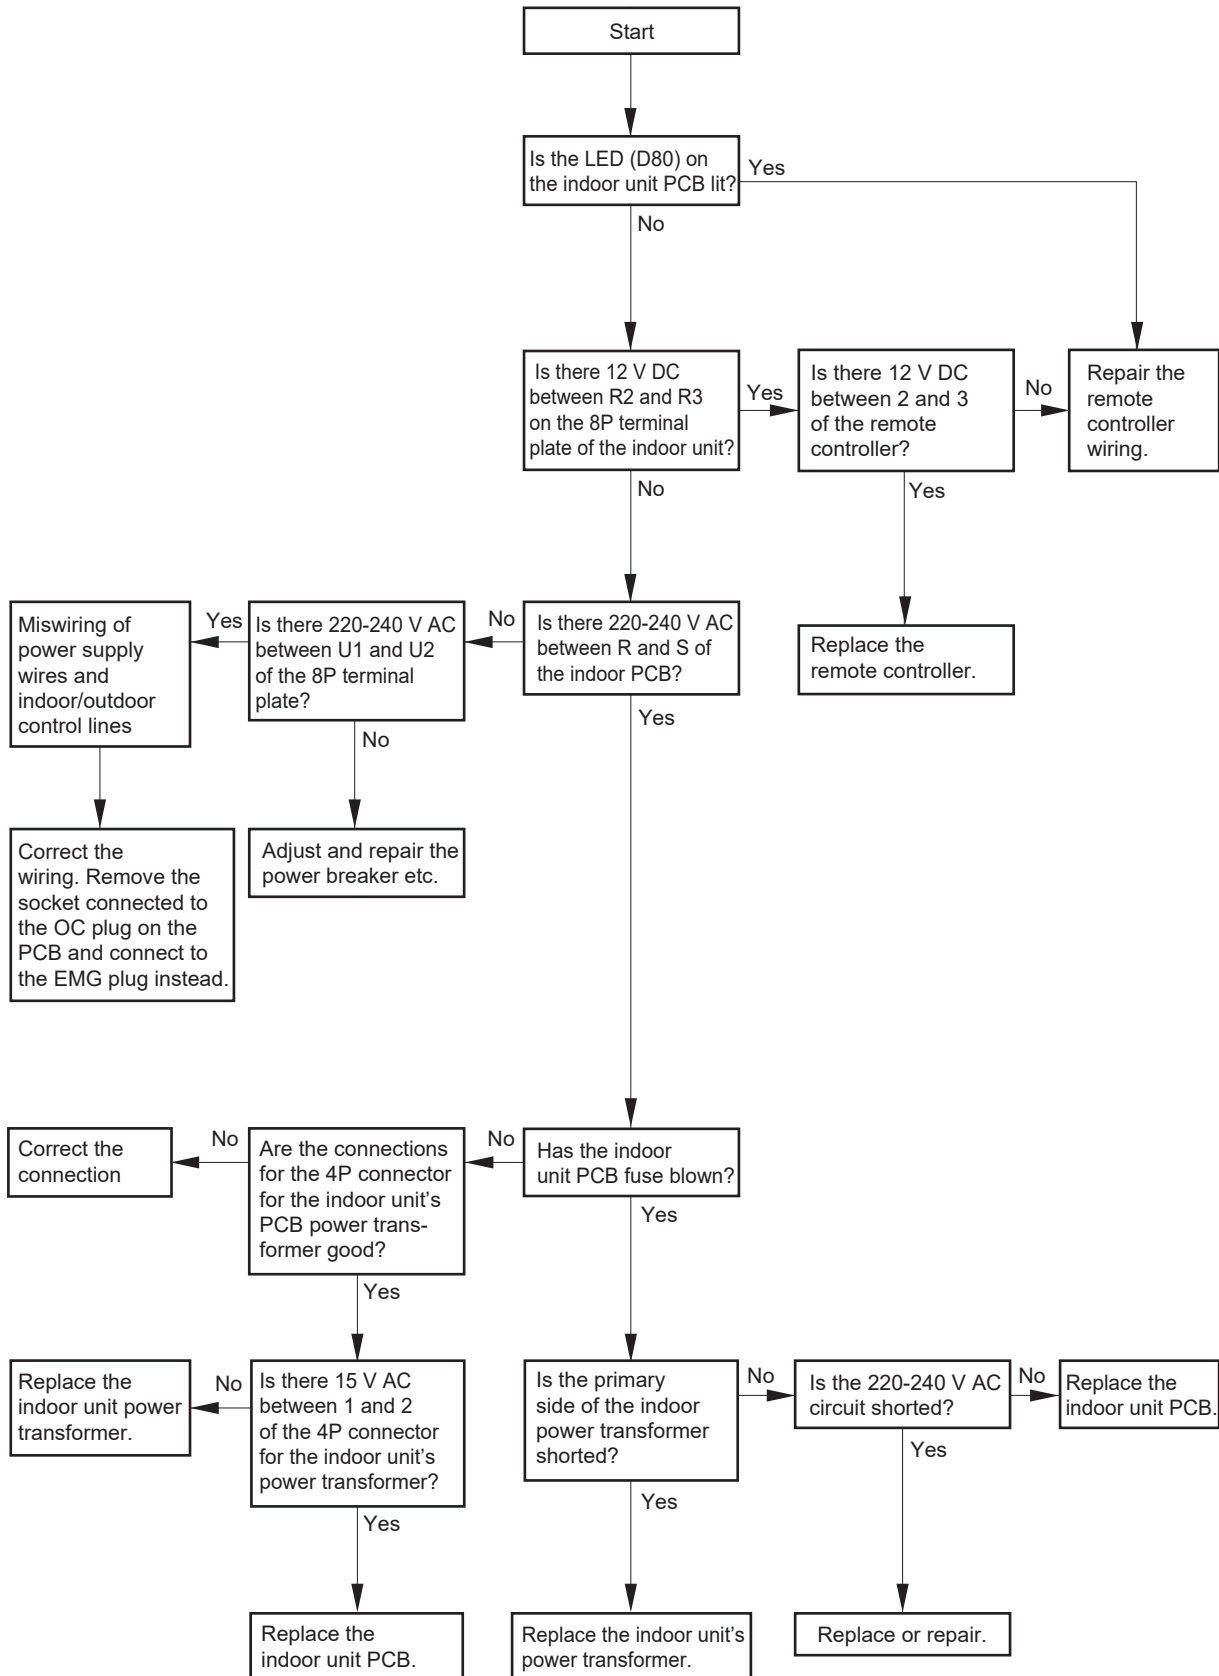 Start
Is the LED (D80) on
the indoor unit PCB lit?
Yes
No
Is there 12 V DC
between R2 and R3
on the 8P terminal
plate of the indoor unit?
Yes
Is there 12 V DC
between 2 and 3
of the remote
controller?
No
Repair the
remote
controller
wiring.
No
Yes
Miswiring of
power supply
wires and
indoor/outdoor
control lines
Yes
Is there 220-240 V AC
between U1 and U2
of the 8P terminal
plate?
No
Is there 220-240 V AC
between R and S of
the indoor PCB?
Replace the
remote controller.
Yes
No
Correct the
wiring. Remove the
socket connected to
the OC plug on the
PCB and connect to
the EMG plug instead.
Adjust and repair the
power breaker etc.
Correct the
connection
No
Are the connections
for the 4P connector
for the indoor unit's
PCB power trans-
former good?
No
Has the indoor
unit PCB fuse blown?
Yes
Yes
Replace the
indoor unit power
transformer.
No
Is there 15 V AC
between 1 and 2
of the 4P connector
for the indoor unit's
power transformer?
Is the primary
side of the indoor
power transformer
shorted?
No
Is the 220-240 V AC
circuit shorted?
No
Replace the
indoor unit PCB.
Yes
Yes
Yes
Replace the
indoor unit PCB.
Replace the indoor unit's
power transformer.
Replace or repair.